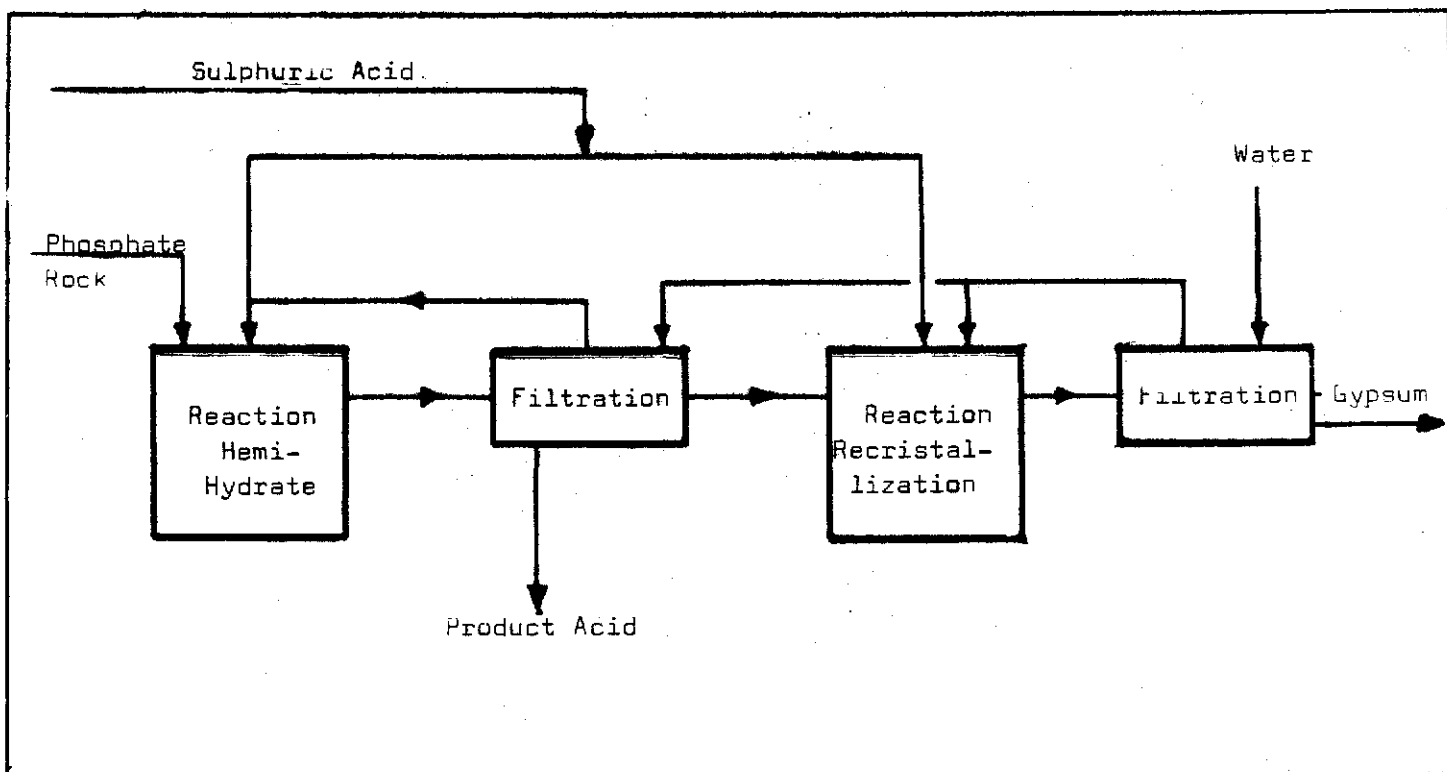 Sulphuric Acid
Water
Phosphate
Rock
Reaction
Hemi-
Hydrate
Filtration
Reaction
Recristal-
lization
Filtration
Gypsum
Product Acid